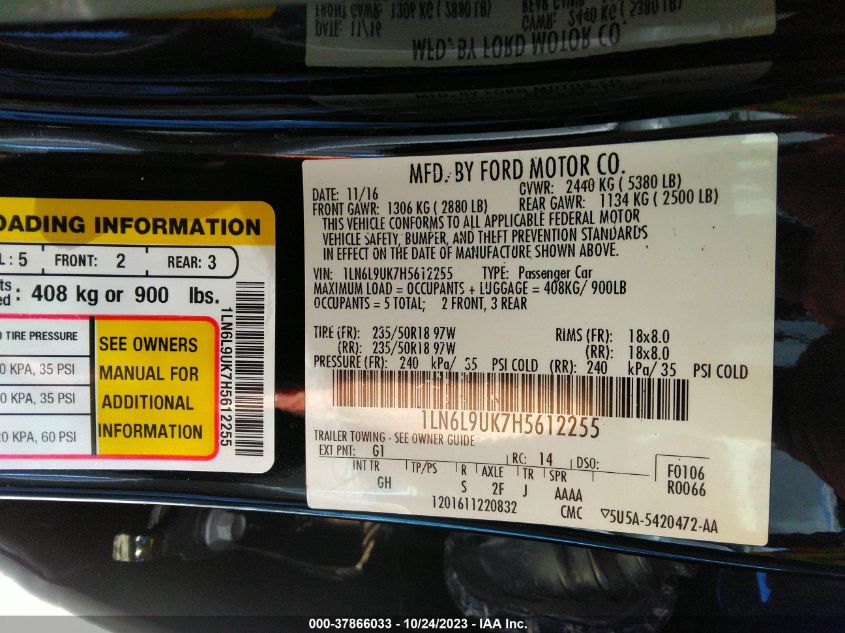 MFD. BY FORD MOTOR CO.
DATE: 11/16 GVWR: 2440 KG ( 5380 LB)
FRONT GAWR: 1306 KG ( 2880 LB) REAR GAWR: 1134 KG ( 2500 LB)
THIS VEHICLE CONFORMS TO ALL APPLICABLE FEDERAL MOTOR
VEHICLE SAFETY, BUMPER, AND THEFT PREVENTION STANDARDS
IN EFFECT ON THE DATE OF MANUFACTURE SHOWN ABOVE.
VIN: 1LN6L9UK7H5612255 TYPE: Passenger Car
MAXIMUM LOAD = OCCUPANTS + LUGGAGE = 408KG/ 900LB
OCCUPANTS = 5 TOTAL; 2 FRONT, 3 REAR
TIRE (FR): 235/50R18 97W RIMS (FR): 18x8.0
(RR): 235/50R18 97W (RR): 18x8.0
PRESSURE (FR): 240 kPa/ 35 PSI COLD (RR): 240 kPa/ 35 PSI COLD
1LN6L9UK7H5612255
TRAILER TOWING - SEE OWNER GUIDE
EXT PNT: G1 RC: 14 DSO: F0106
R0066
INT TR TP/PS R AXLE TR SPR
GH 5 2F J AAAA
1201611220832 CMC 5U5A-5420472-AA
OADING INFORMATION
: 5 FRONT: 2 REAR: 3
408 kg or 900 lbs.
TIRE PRESSURE
KPA, 35 PSI
KPA, 35 PSI
20 KPA, 60 PSI
SEE OWNERS
MANUAL FOR
ADDITIONAL
INFORMATION
1LN6L9UK7H5612255
000-37866033 - 10/24/2023 - IAA Inc.